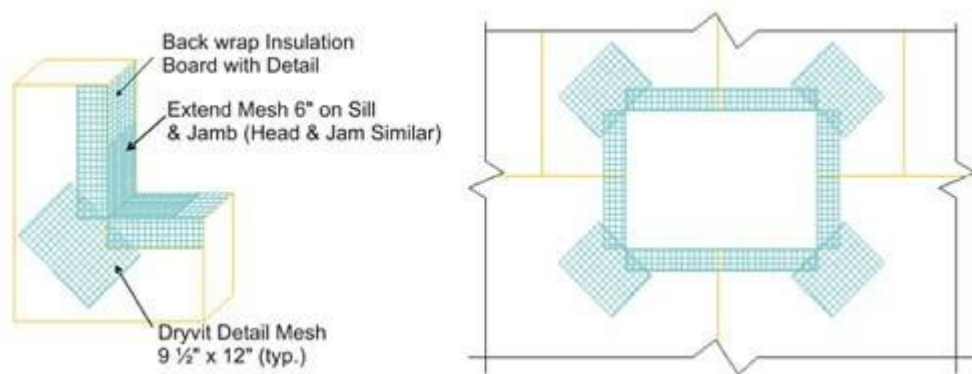 Back wrap Insulation
Board with Detail
Extend Mesh 6" on Sill
& Jamb (Head & Jam Similar)
Dryvit Detail Mesh
9 ½" x 12" (typ.)